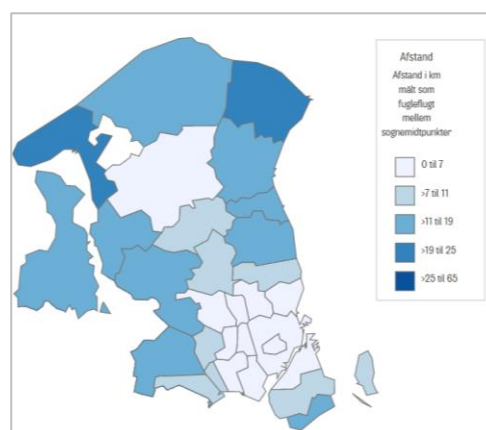 Afstand
Afstand i km
målt som
fugleflugt
mellem
sognemidtpunkter
0 til 7
>7 til 11
>11 til 19
>19 til 25
>25 til 65